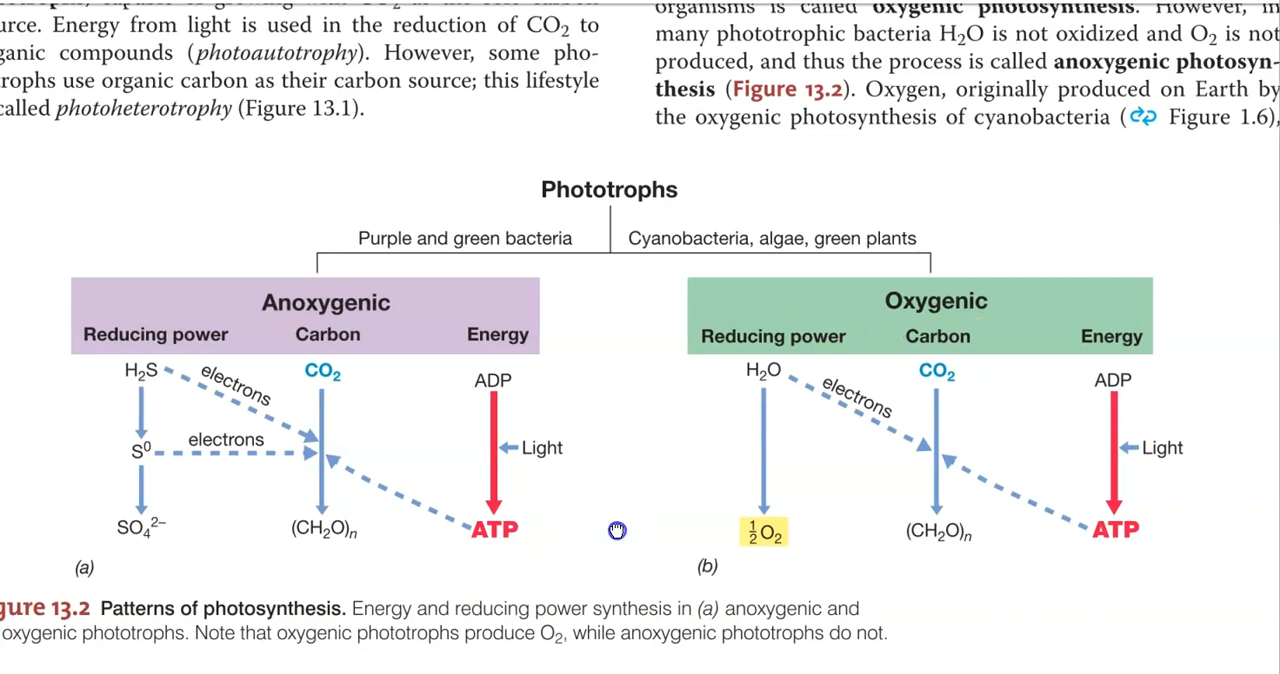 urce. Energy from light is used in the reduction of CO₂ to
ganic compounds (photoautotrophy). However, some pho-
trophs use organic carbon as their carbon source; this lifestyle
called photoheterotrophy (Figure 13.1).
organisms is called oxygenic photosynthesis. However, in
many phototrophic bacteria H₂O is not oxidized and O₂ is not
produced, and thus the process is called anoxygenic photosyn-
thesis (Figure 13.2). Oxygen, originally produced on Earth by
the oxygenic photosynthesis of cyanobacteria ( Figure 1.6),
Phototrophs
Purple and green bacteria
Cyanobacteria, algae, green plants
Anoxygenic
Reducing power Carbon Energy
H₂S electrons CO₂ ADP
S⁰ electrons Light
SO₄²⁻ (CH₂O)ₙ ATP
(a)
Oxygenic
Reducing power Carbon Energy
H₂O electrons CO₂ ADP
Light
½O₂ (CH₂O)ₙ ATP
(b)
gure 13.2 Patterns of photosynthesis. Energy and reducing power synthesis in (a) anoxygenic and
oxygenic phototrophs. Note that oxygenic phototrophs produce O₂, while anoxygenic phototrophs do not.